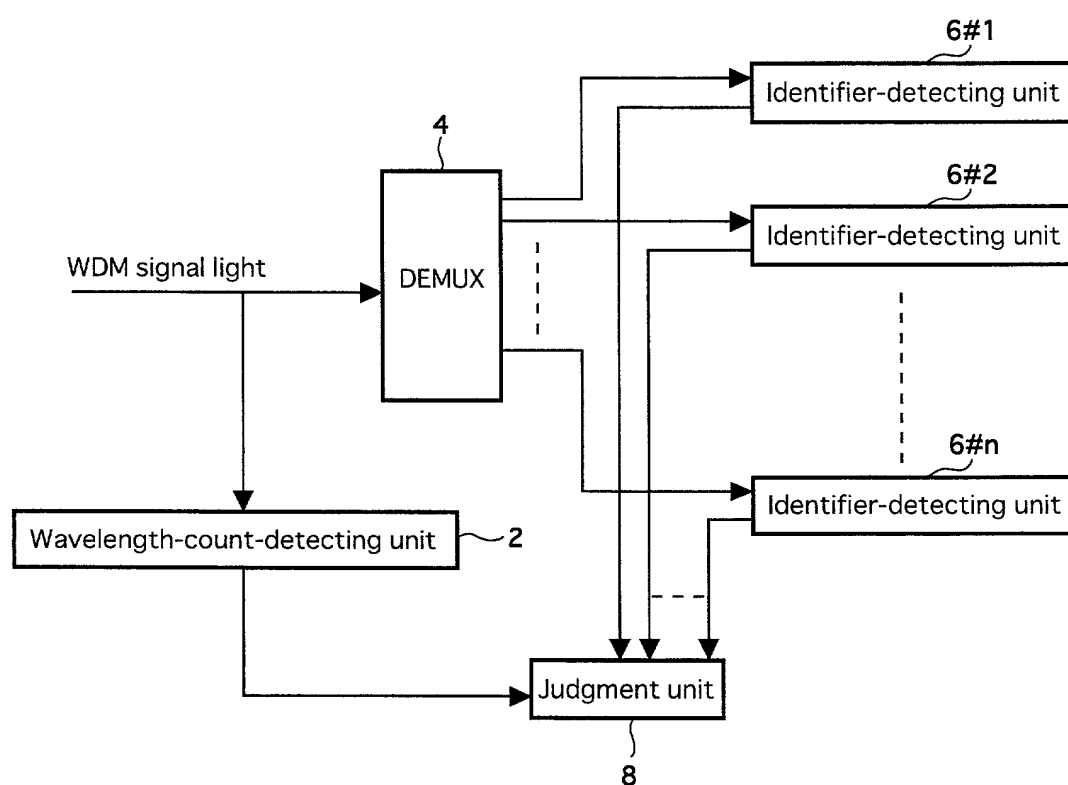 6#1
Identifier-detecting unit
4
6#2
Identifier-detecting unit
WDM signal light
DEMUX
6#n
Identifier-detecting unit
Wavelength-count-detecting unit
2
Judgment unit
8